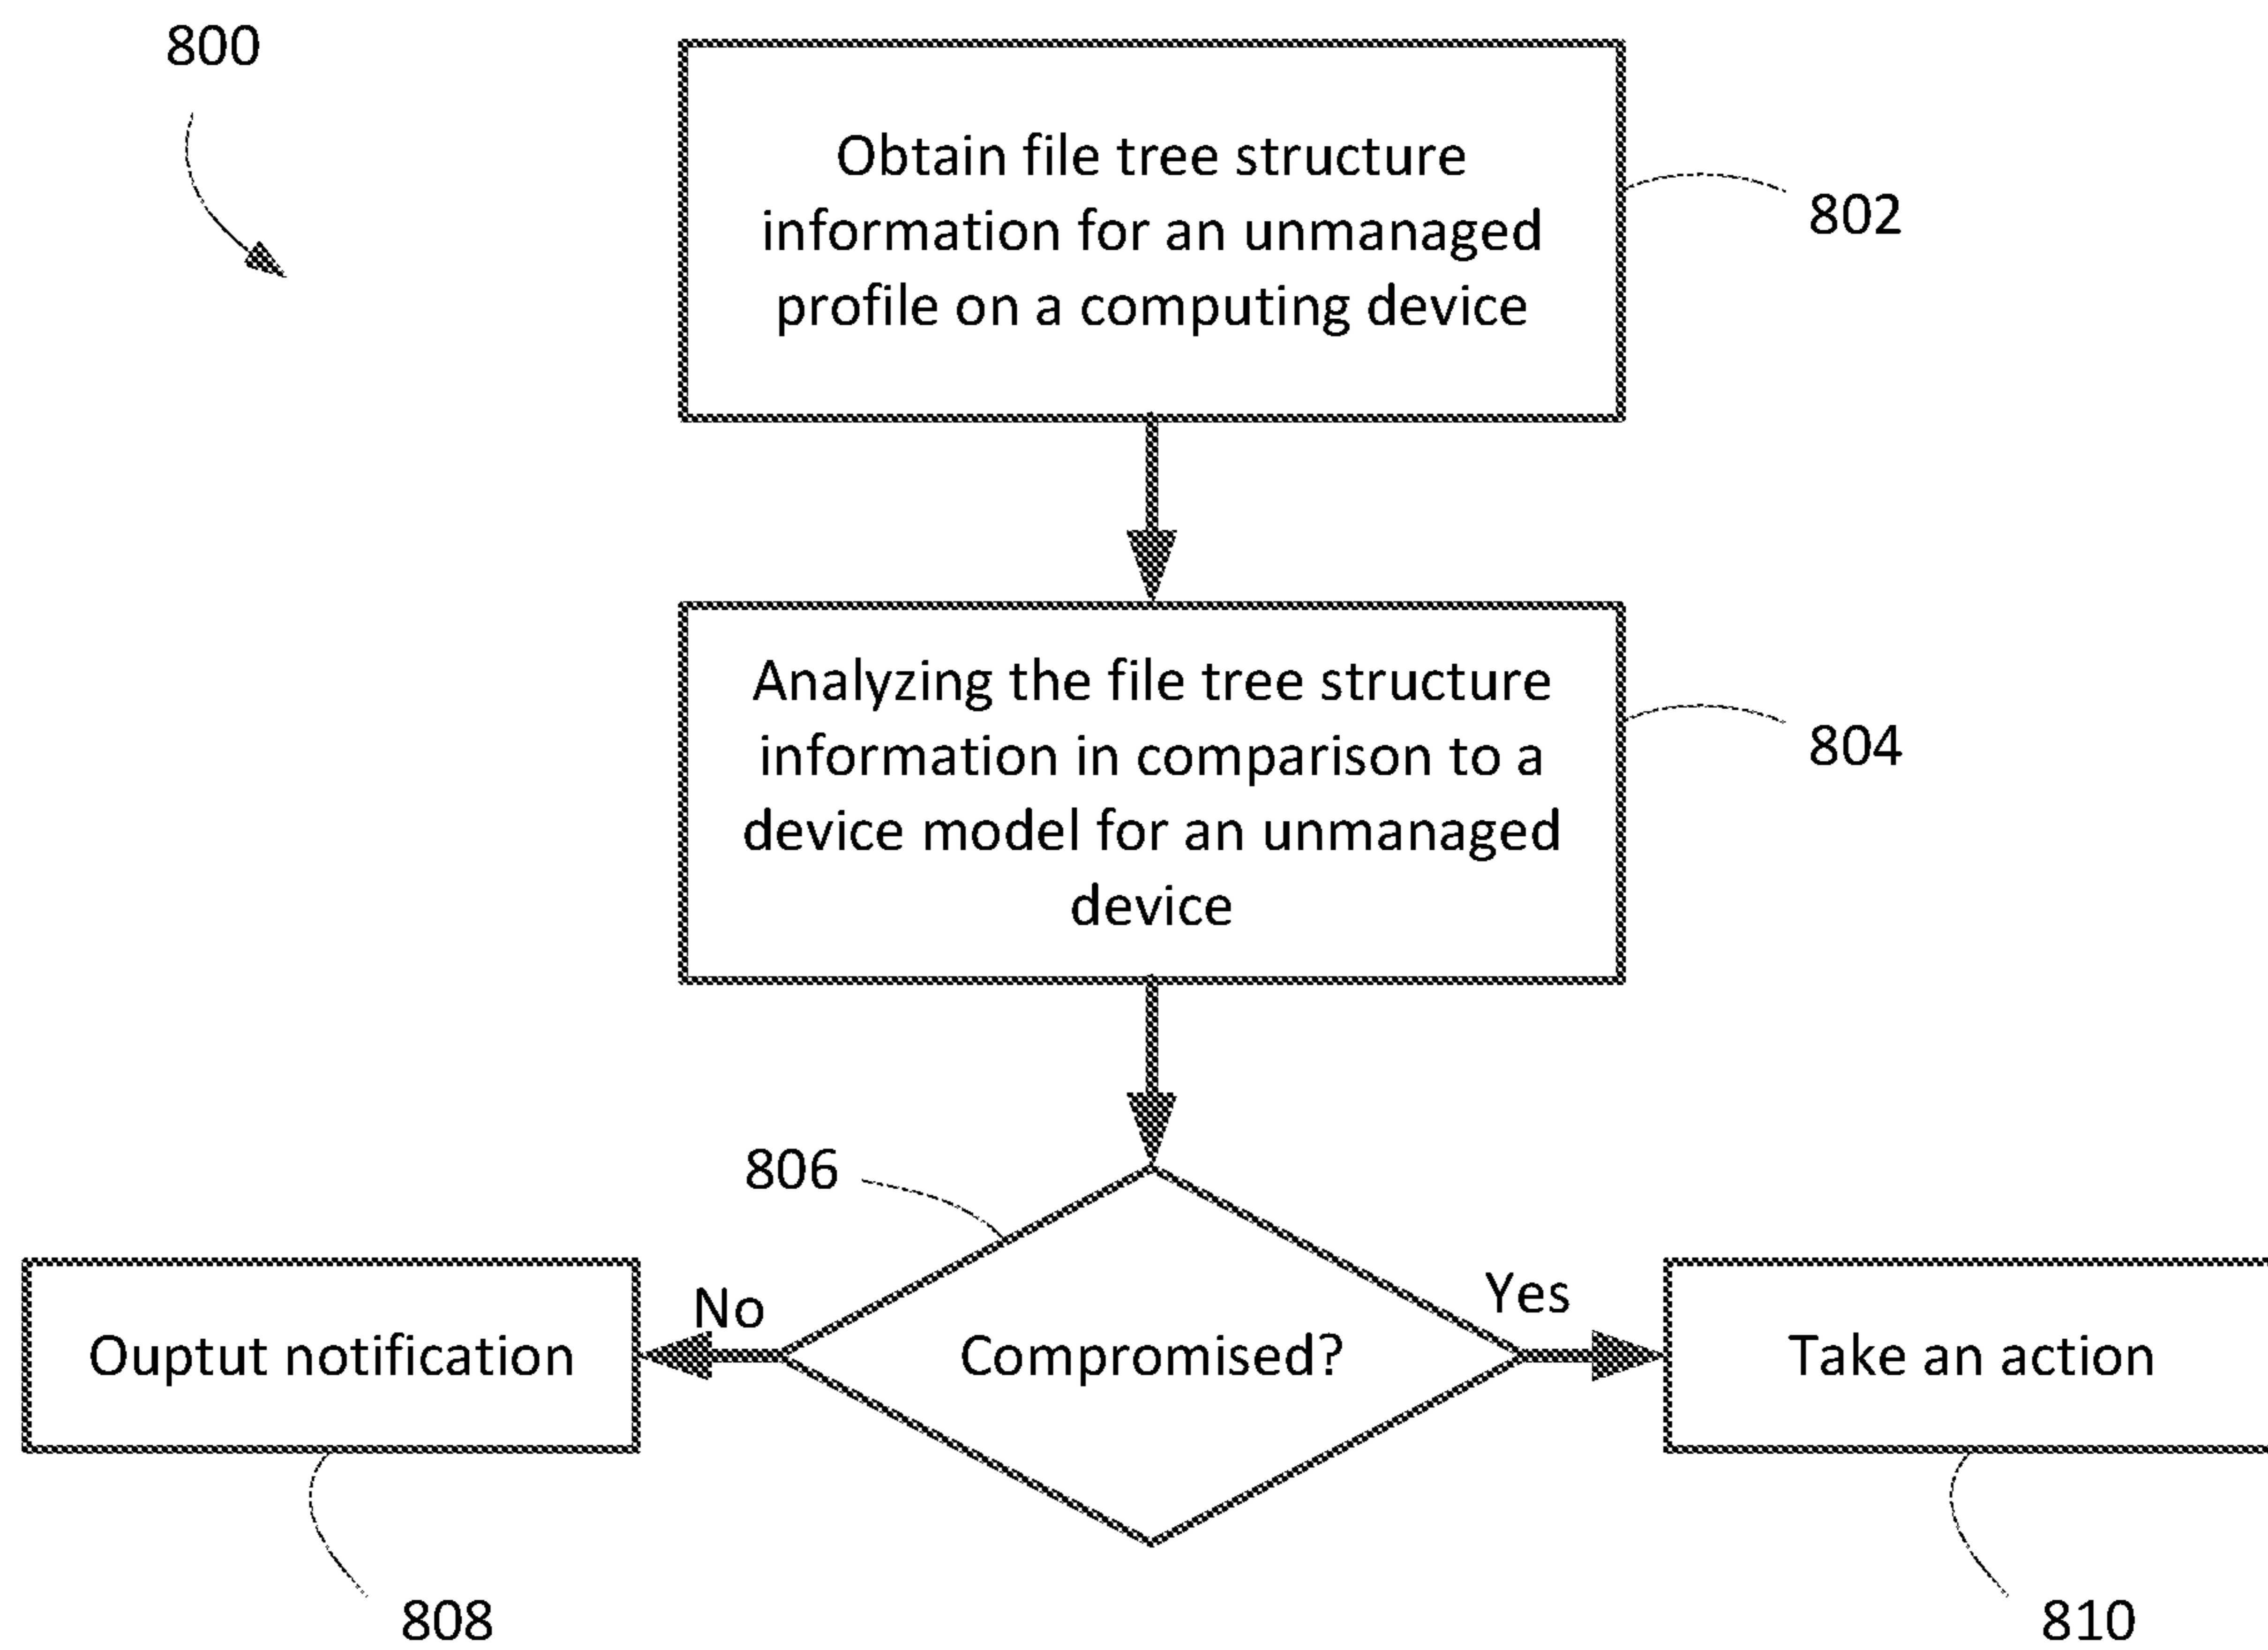 800
Obtain file tree structure
information for an unmanaged
profile on a computing device
802
Analyzing the file tree structure
information in comparison to a
device model for an unmanaged
device
804
806
No
Yes
Ouptut notification
Compromised?
Take an action
808
810